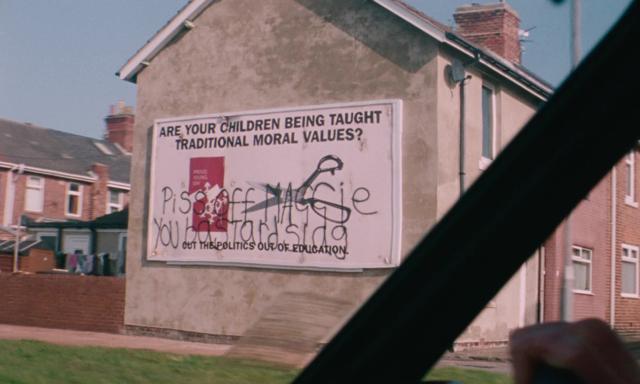 ARE YOUR CHILDREN BEING TAUGHT
TRADITIONAL MORAL VALUES?
Piss off MAGGie
You bastard
CUT THE POLITICS OUT OF EDUCATION.